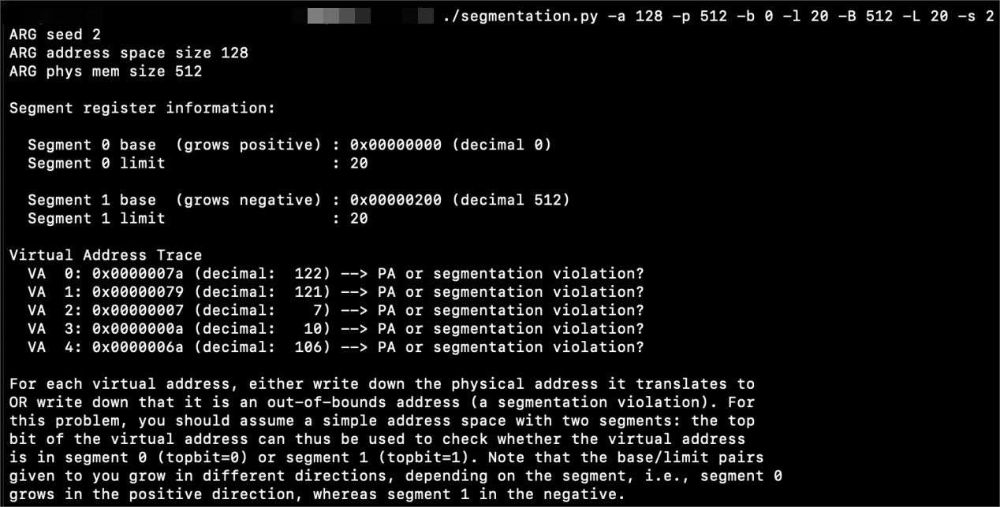 ./segmentation.py -a 128 -p 512 -b 0 -l 20 -B 512 -L 20 -s 2
ARG seed 2
ARG address space size 128
ARG phys mem size 512
Segment register information:
Segment 0 base  (grows positive) : 0x00000000 (decimal 0)
Segment 0 limit                  : 20
Segment 1 base  (grows negative) : 0x00000200 (decimal 512)
Segment 1 limit                  : 20
Virtual Address Trace
VA  0: 0x0000007a (decimal:  122) --> PA or segmentation violation?
VA  1: 0x00000079 (decimal:  121) --> PA or segmentation violation?
VA  2: 0x00000007 (decimal:    7) --> PA or segmentation violation?
VA  3: 0x0000000a (decimal:   10) --> PA or segmentation violation?
VA  4: 0x0000006a (decimal:  106) --> PA or segmentation violation?
For each virtual address, either write down the physical address it translates to
OR write down that it is an out-of-bounds address (a segmentation violation). For
this problem, you should assume a simple address space with two segments: the top
bit of the virtual address can thus be used to check whether the virtual address
is in segment 0 (topbit=0) or segment 1 (topbit=1). Note that the base/limit pairs
given to you grow in different directions, depending on the segment, i.e., segment 0
grows in the positive direction, whereas segment 1 in the negative.